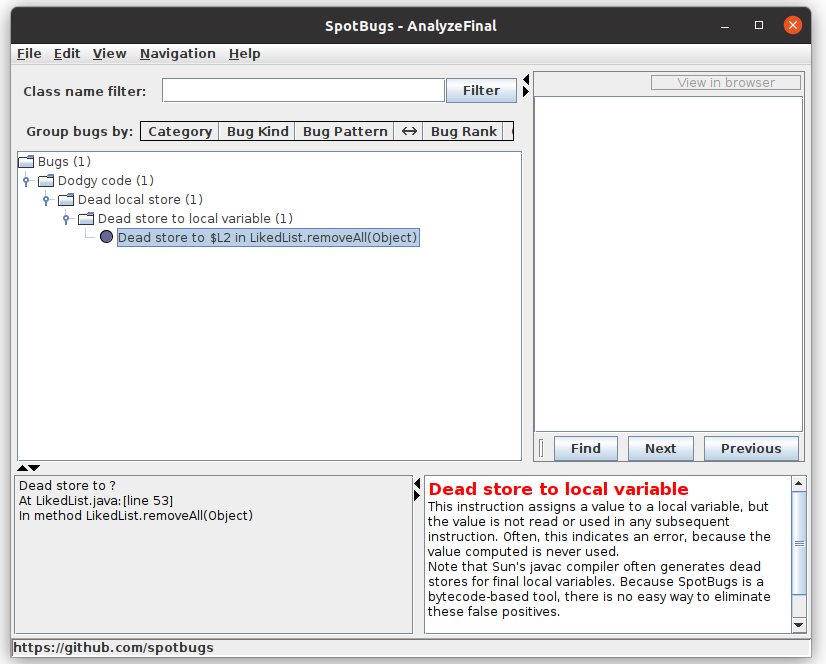 SpotBugs - AnalyzeFinal
File Edit View Navigation Help
Class name filter:
Filter
View in browser
Group bugs by:
Category
Bug Kind
Bug Pattern
↔
Bug Rank
Bugs (1)
Dodgy code (1)
Dead local store (1)
Dead store to local variable (1)
Dead store to $L2 in LikedList.removeAll(Object)
Find
Next
Previous
Dead store to ?
At LikedList.java:[line 53]
In method LikedList.removeAll(Object)
Dead store to local variable
This instruction assigns a value to a local variable, but
the value is not read or used in any subsequent
instruction. Often, this indicates an error, because the
value computed is never used.
Note that Sun's javac compiler often generates dead
stores for final local variables. Because SpotBugs is a
bytecode-based tool, there is no easy way to eliminate
these false positives.
https://github.com/spotbugs